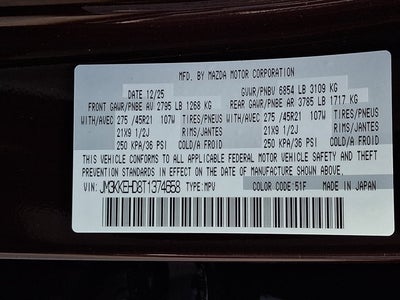 MFD. BY MAZDA MOTOR CORPORATION
DATE 12/25 GVWR/PNBV 6854 LB 3109 KG
FRONT GAWR/PNBE AV 2795 LB 1268 KG REAR GAWR/PNBE AR 3785 LB 1717 KG
WITH/AVEC 275 /45R21 107W TIRES/PNEUS WITH/AVEC 275 /45R21 107W TIRES/PNEUS
21X9 1/2J RIMS/JANTES 21X9 1/2J RIMS/JANTES
250 KPA/36 PSI COLD/A FROID 250 KPA/36 PSI COLD/A FROID
THIS VEHICLE CONFORMS TO ALL APPLICABLE FEDERAL MOTOR VEHICLE SAFETY AND THEFT
PREVENTION STANDARDS IN EFFECT ON THE DATE OF MANUFACTURE SHOWN ABOVE.
VIN: JM3KKEHD8T1374658 TYPE: MPV COLOR CODE: 51F MADE IN JAPAN